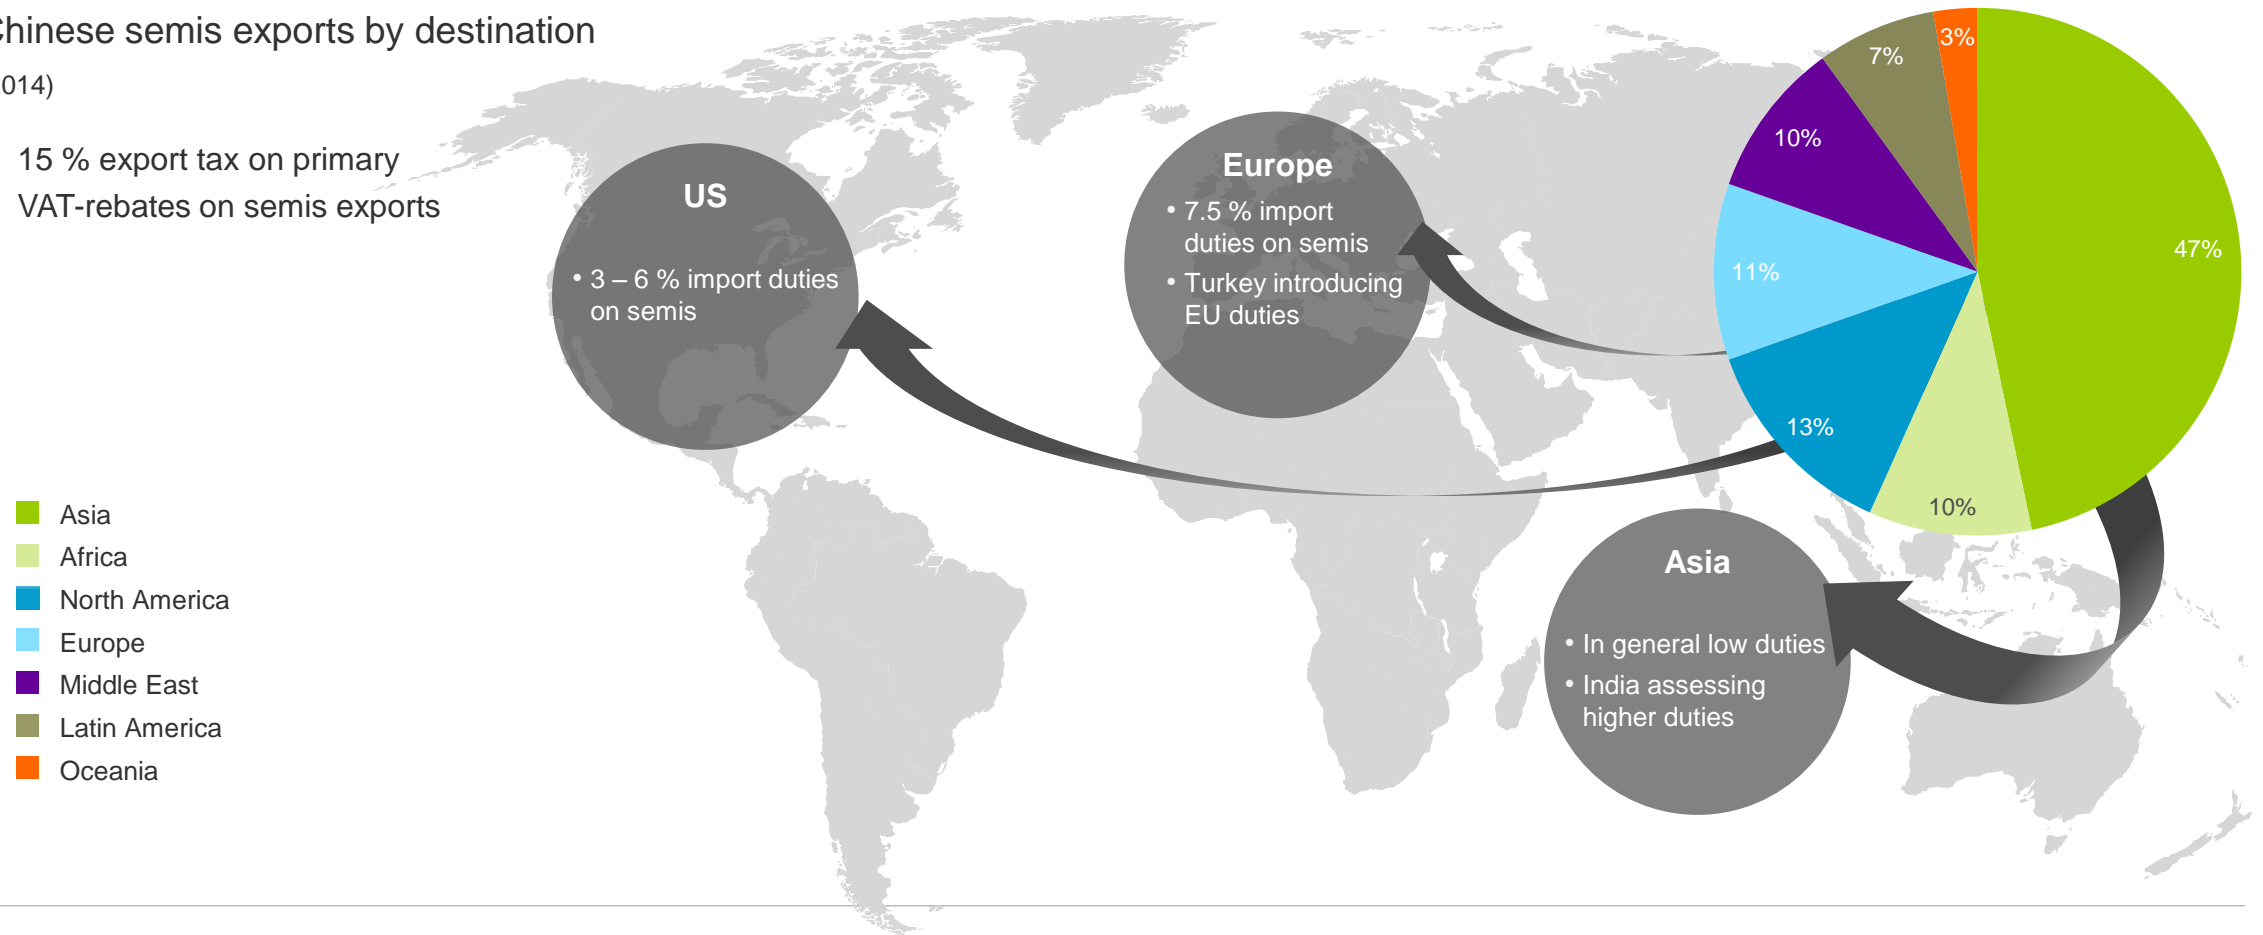 Chinese semis exports by destination
014)
15 % export tax on primary
VAT-rebates on semis exports
US
• 3 – 6 % import duties
on semis
Europe
• 7.5 % import
duties on semis
• Turkey introducing
EU duties
3%
7%
10%
47%
11%
13%
10%
Asia
• In general low duties
• India assessing
higher duties
Asia
Africa
North America
Europe
Middle East
Latin America
Oceania